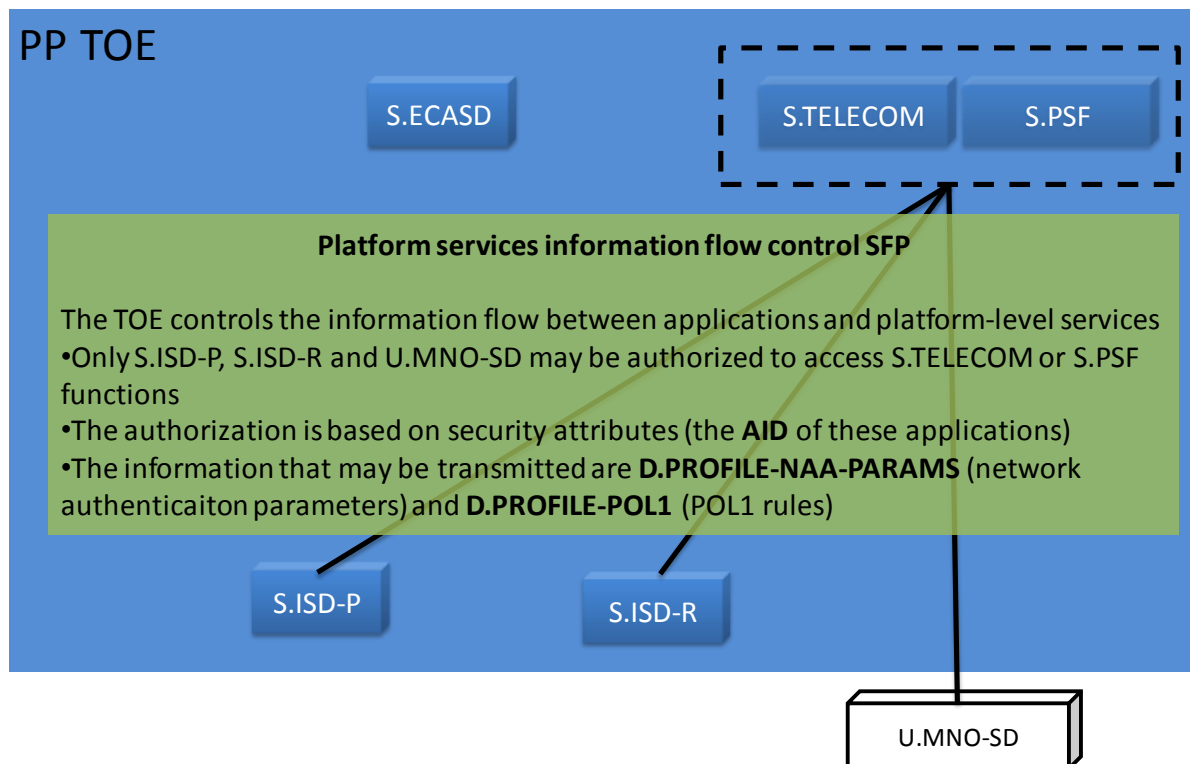 PP TOE
S.ECASD
S.TELECOM
S.PSF
Platform services information flow control SFP
The TOE controls the information flow between applications and platform-level services
•Only S.ISD-P, S.ISD-R and U.MNO-SD may be authorized to access S.TELECOM or S.PSF
functions
•The authorization is based on security attributes (the AID of these applications)
•The information that may be transmitted are D.PROFILE-NAA-PARAMS (network
authenticaiton parameters) and D.PROFILE-POL1 (POL1 rules)
S.ISD-P
S.ISD-R
U.MNO-SD